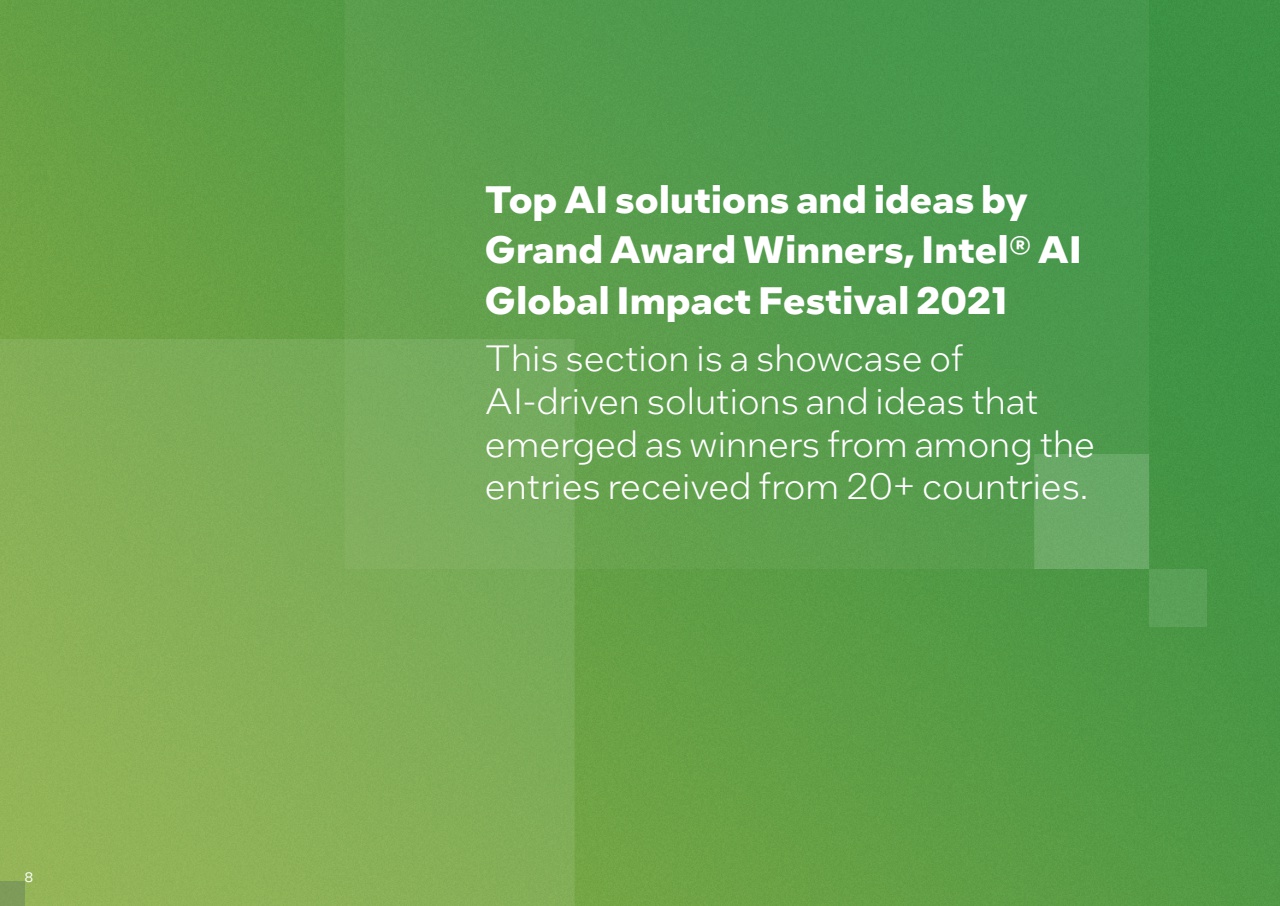 Top AI solutions and ideas by
Grand Award Winners, Intel® AI
Global Impact Festival 2021
This section is a showcase of
AI-driven solutions and ideas that
emerged as winners from among the
entries received from 20+ countries.
8